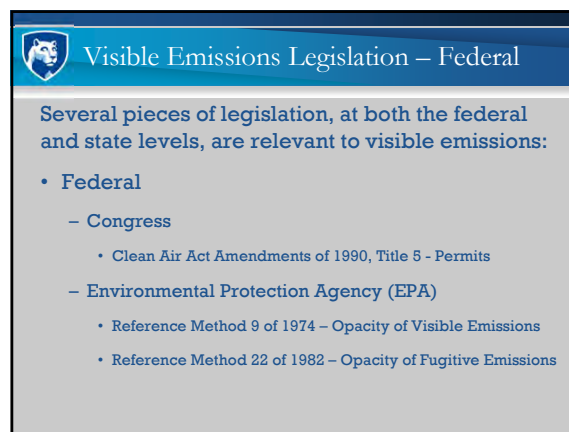 Visible Emissions Legislation – Federal
Several pieces of legislation, at both the federal
and state levels, are relevant to visible emissions:
• Federal
– Congress
• Clean Air Act Amendments of 1990, Title 5 - Permits
– Environmental Protection Agency (EPA)
• Reference Method 9 of 1974 – Opacity of Visible Emissions
• Reference Method 22 of 1982 – Opacity of Fugitive Emissions